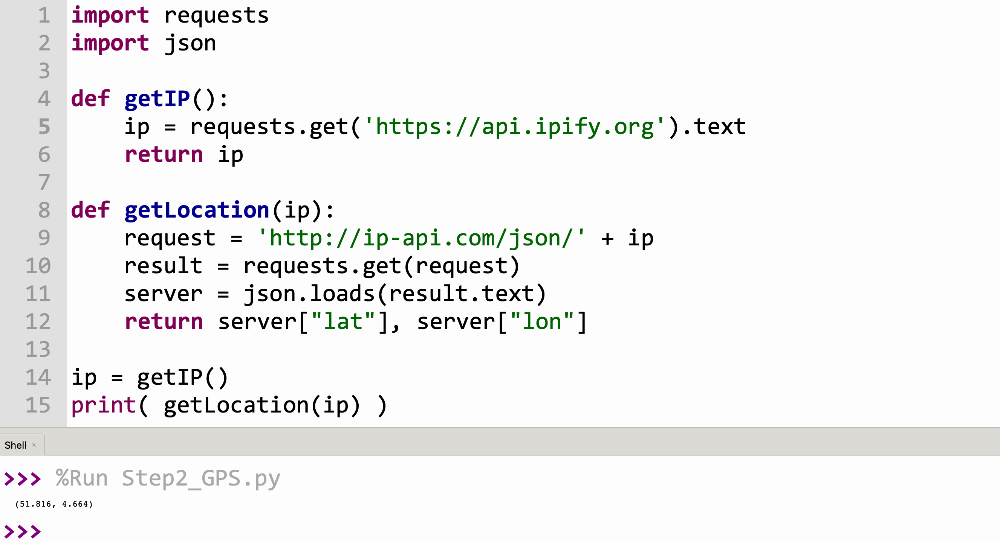 1 import requests
2 import json
3
4 def getIP():
5     ip = requests.get('https://api.ipify.org').text
6     return ip
7
8 def getLocation(ip):
9     request = 'http://ip-api.com/json/' + ip
10     result = requests.get(request)
11     server = json.loads(result.text)
12     return server["lat"], server["lon"]
13
14 ip = getIP()
15 print( getLocation(ip) )
Shell ×
>>> %Run Step2_GPS.py
(51.816, 4.664)
>>>